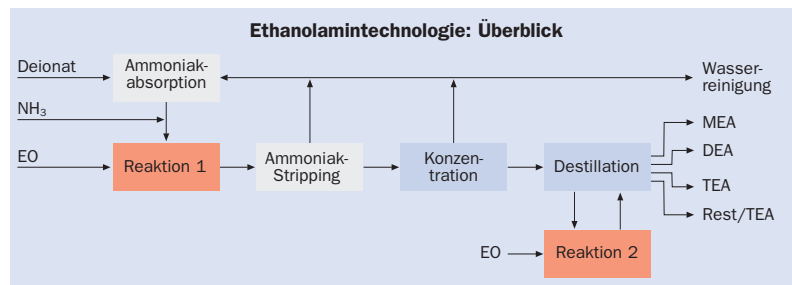 Ethanolamintechnologie: Überblick
Deionat
Ammoniak-
absorption
Wasser-
reinigung
NH₃
MEA
EO
Reaktion 1
Ammoniak-
Stripping
Konzen-
tration
Destillation
DEA
TEA
Rest/TEA
EO
Reaktion 2